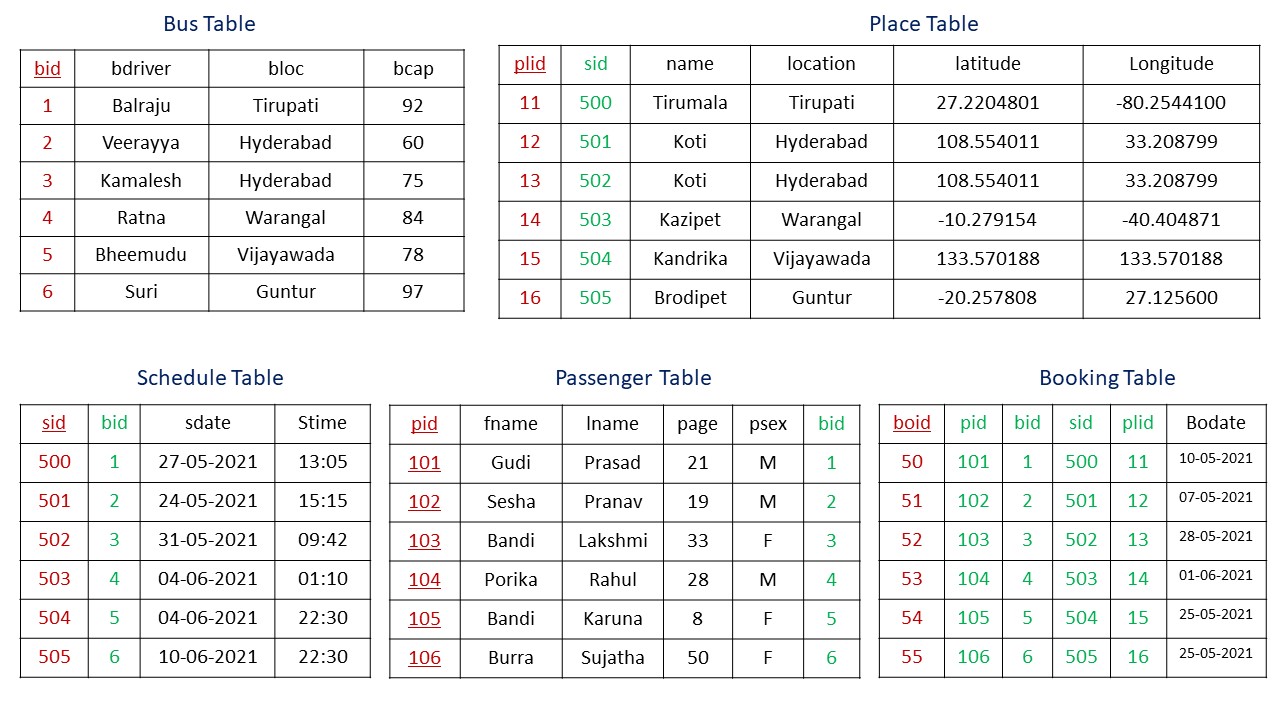 Bus Table
bid bdriver bloc bcap
1 Balraju Tirupati 92
2 Veerayya Hyderabad 60
3 Kamalesh Hyderabad 75
4 Ratna Warangal 84
5 Bheemudu Vijayawada 78
6 Suri Guntur 97
Place Table
plid sid name location latitude Longitude
11 500 Tirumala Tirupati 27.2204801 -80.2544100
12 501 Koti Hyderabad 108.554011 33.208799
13 502 Koti Hyderabad 108.554011 33.208799
14 503 Kazipet Warangal -10.279154 -40.404871
15 504 Kandrika Vijayawada 133.570188 133.570188
16 505 Brodipet Guntur -20.257808 27.125600
Schedule Table
sid bid sdate Stime
500 1 27-05-2021 13:05
501 2 24-05-2021 15:15
502 3 31-05-2021 09:42
503 4 04-06-2021 01:10
504 5 04-06-2021 22:30
505 6 10-06-2021 22:30
Passenger Table
pid fname lname page psex bid
101 Gudi Prasad 21 M 1
102 Sesha Pranav 19 M 2
103 Bandi Lakshmi 33 F 3
104 Porika Rahul 28 M 4
105 Bandi Karuna 8 F 5
106 Burra Sujatha 50 F 6
Booking Table
boid pid bid sid plid Bodate
50 101 1 500 11 10-05-2021
51 102 2 501 12 07-05-2021
52 103 3 502 13 28-05-2021
53 104 4 503 14 01-06-2021
54 105 5 504 15 25-05-2021
55 106 6 505 16 25-05-2021